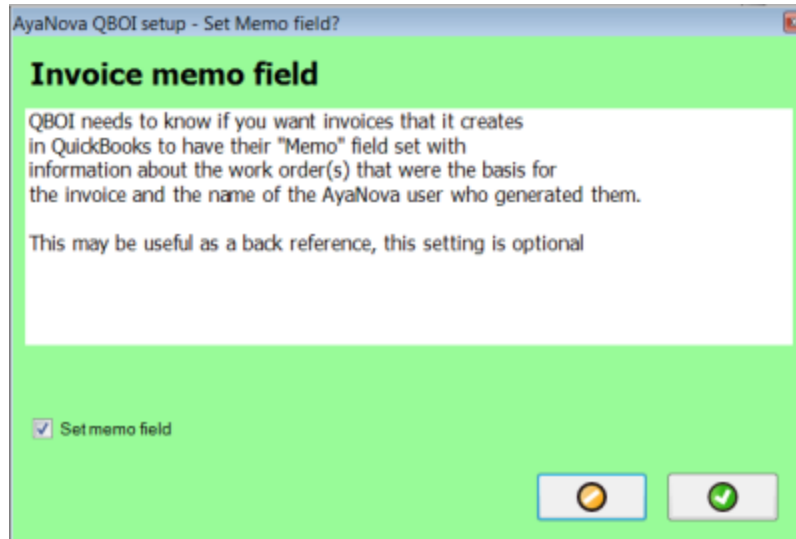 AyaNova QBOI setup - Set Memo field?
Invoice memo field
QBOI needs to know if you want invoices that it creates
in QuickBooks to have their "Memo" field set with
information about the work order(s) that were the basis for
the invoice and the name of the AyaNova user who generated them.
This may be useful as a back reference, this setting is optional
Set memo field